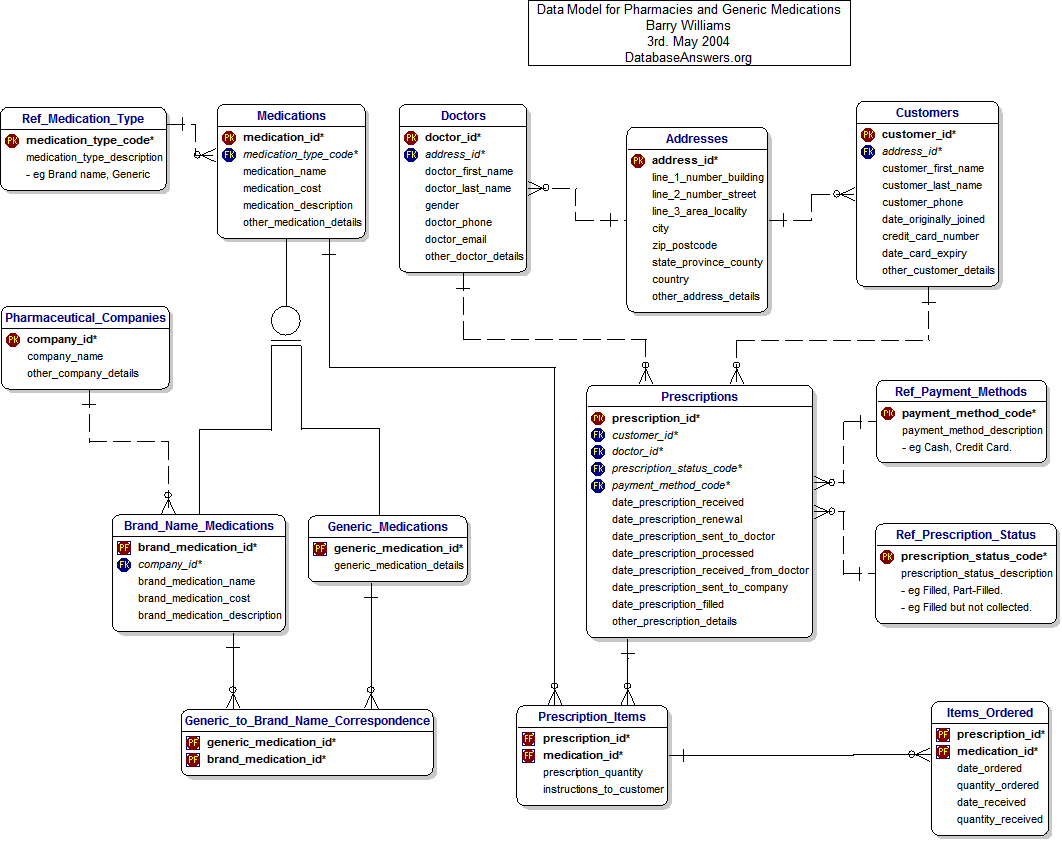 Data Model for Pharmacies and Generic Medications
Barry Williams
3rd. May 2004
DatabaseAnswers.org
Ref_Medication_Type
PK medication_type_code*
medication_type_description
- eg Brand name, Generic
Medications
PK medication_id*
FK medication_type_code*
medication_name
medication_cost
medication_description
other_medication_details
Doctors
PK doctor_id*
FK address_id*
doctor_first_name
doctor_last_name
gender
doctor_phone
doctor_email
other_doctor_details
Addresses
PK address_id*
line_1_number_building
line_2_number_street
line_3_area_locality
city
zip_postcode
state_province_county
country
other_address_details
Customers
PK customer_id*
FK address_id*
customer_first_name
customer_last_name
customer_phone
date_originally_joined
credit_card_number
date_card_expiry
other_customer_details
Pharmaceutical_Companies
PK company_id*
company_name
other_company_details
Prescriptions
PK prescription_id*
FK customer_id*
FK doctor_id*
FK prescription_status_code*
FK payment_method_code*
date_prescription_received
date_prescription_renewal
date_prescription_sent_to_doctor
date_prescription_processed
date_prescription_received_from_doctor
date_prescription_sent_to_company
date_prescription_filled
other_prescription_details
Ref_Payment_Methods
PK payment_method_code*
payment_method_description
- eg Cash, Credit Card.
Ref_Prescription_Status
PK prescription_status_code*
prescription_status_description
- eg Filled, Part-Filled.
- eg Filled but not collected.
Brand_Name_Medications
PF brand_medication_id*
FK company_id*
brand_medication_name
brand_medication_cost
brand_medication_description
Generic_Medications
PF generic_medication_id*
generic_medication_details
Generic_to_Brand_Name_Correspondence
PF generic_medication_id*
PF brand_medication_id*
Prescription_Items
FF prescription_id*
FF medication_id*
prescription_quantity
instructions_to_customer
Items_Ordered
PF prescription_id*
PF medication_id*
date_ordered
quantity_ordered
date_received
quantity_received